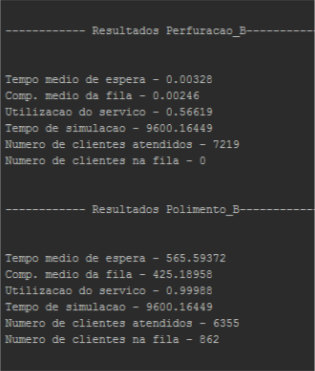 ------------ Resultados Perfuracao_B------------
Tempo medio de espera - 0.00328
Comp. medio da fila - 0.00246
Utilizacao do servico - 0.56619
Tempo de simulacao - 9600.16449
Numero de clientes atendidos - 7219
Numero de clientes na fila - 0
------------ Resultados Polimento_B------------
Tempo medio de espera - 565.59372
Comp. medio da fila - 425.18958
Utilizacao do servico - 0.99988
Tempo de simulacao - 9600.16449
Numero de clientes atendidos - 6355
Numero de clientes na fila - 862